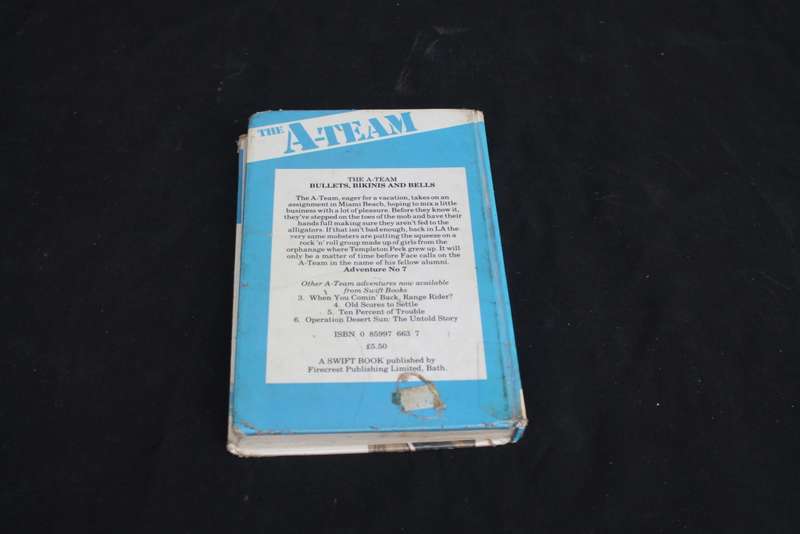 THE A-TEAM
THE A-TEAM
BULLETS, BIKINIS AND BELLS
The A-Team, eager for a vacation, takes on an
assignment in Miami Beach, hoping to mix a little
business with a lot of pleasure. Before they know it,
they've stepped on the toes of the mob and have their
hands full making sure they aren't fed to the
alligators. If that isn't bad enough, back in LA the
very same mobsters are putting the squeeze on a
rock 'n' roll group made up of girls from the
orphanage where Templeton Peck grew up. It will
only be a matter of time before Face calls on the
A-Team in the name of his fellow alumni.
Adventure No 7
Other A-Team adventures now available
from Swift Books
3. When You Comin' Back, Range Rider?
4. Old Scores to Settle
5. Ten Percent of Trouble
6. Operation Desert Sun: The Untold Story
ISBN 0 85997 663 7
£5.50
A SWIFT BOOK published by
Firecrest Publishing Limited, Bath.